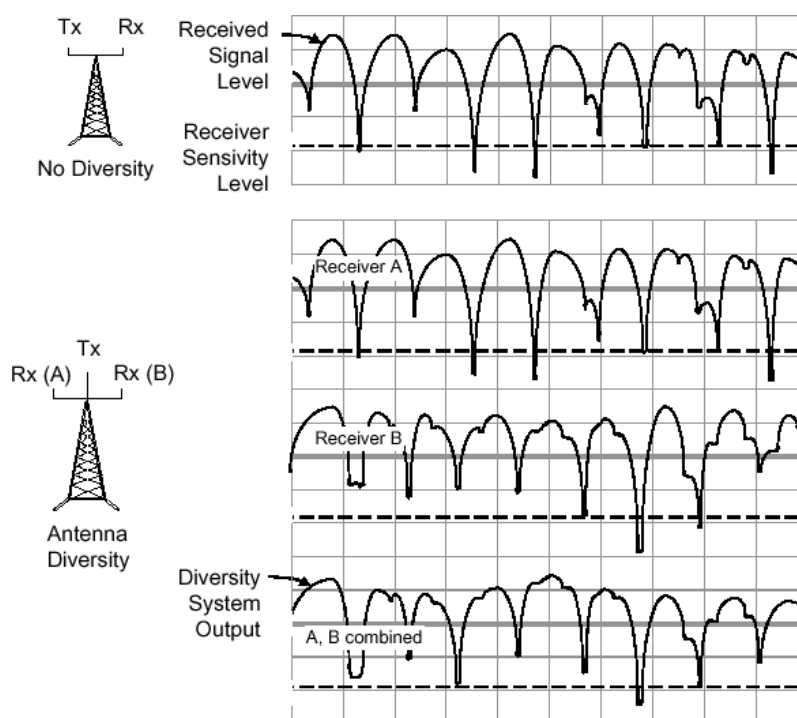 Tx Rx
No Diversity
Received
Signal
Level
Receiver
Sensivity
Level
Receiver A
Tx
Rx (A) Rx (B)
Antenna
Diversity
Receiver B
Diversity
System
Output
A, B combined